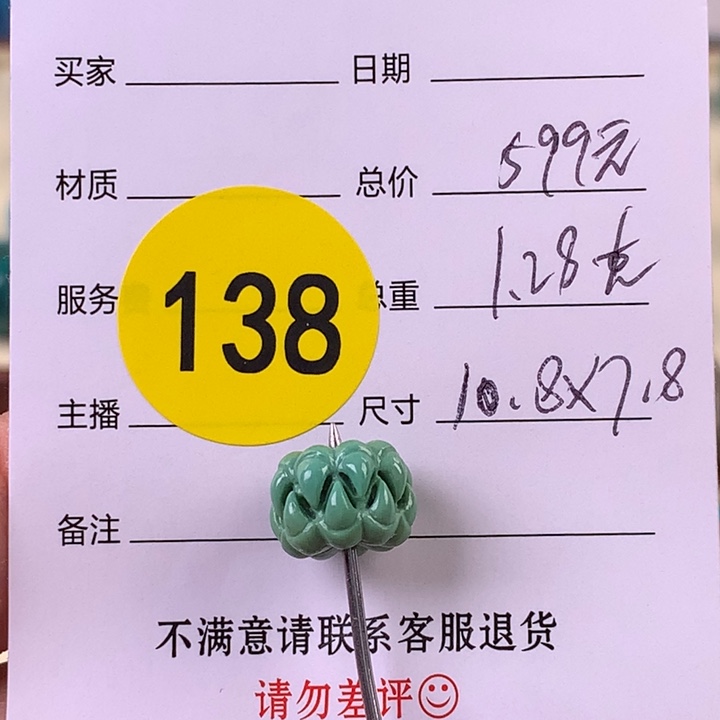 买家 日期
材质 总价 599元
138
服务 总重 1.28克
主播 尺寸 10.8X7.8
备注
不满意请联系客服退货
请勿差评